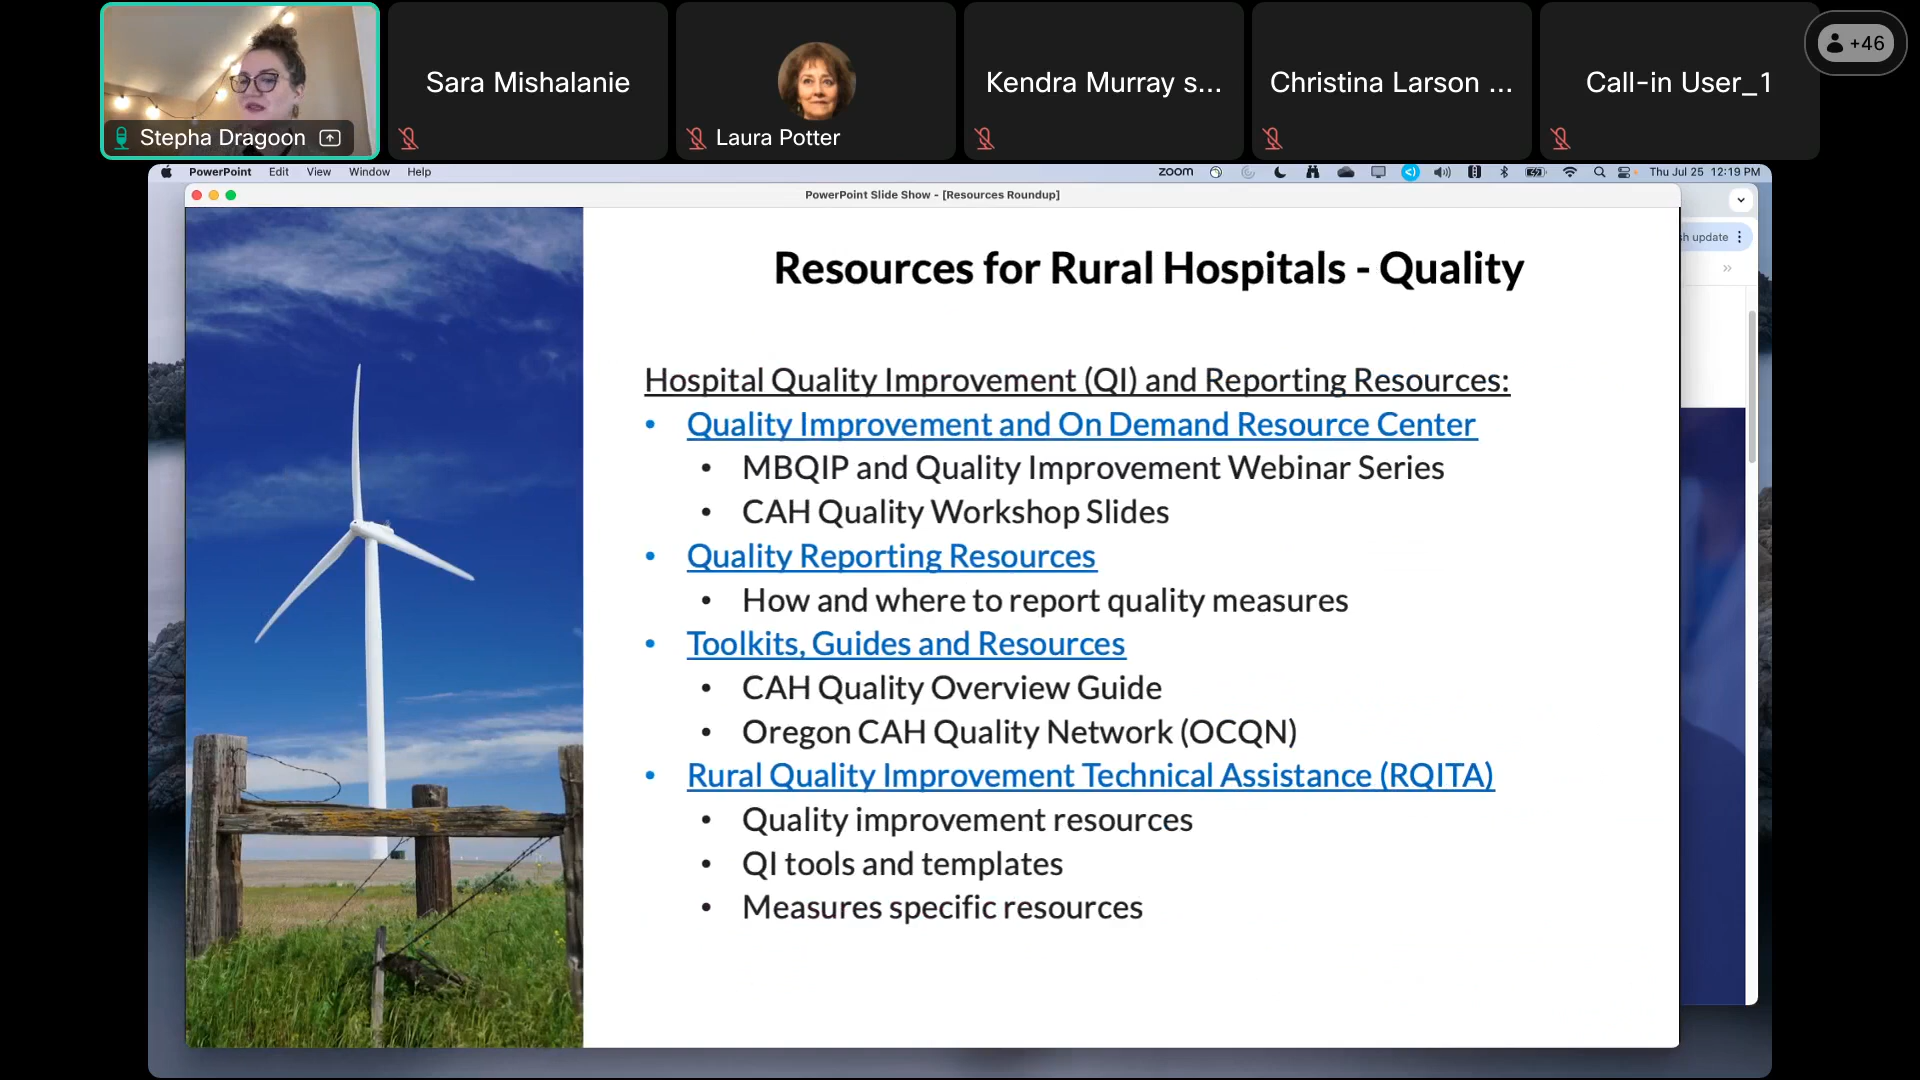 Stepha Dragoon
Sara Mishalanie
Laura Potter
Kendra Murray s...
Christina Larson ...
Call-in User_1
+46
PowerPoint Edit View Window Help
zoom
Thu Jul 25 12:19 PM
PowerPoint Slide Show - [Resources Roundup]
update
Resources for Rural Hospitals - Quality
Hospital Quality Improvement (QI) and Reporting Resources:
• Quality Improvement and On Demand Resource Center
• MBQIP and Quality Improvement Webinar Series
• CAH Quality Workshop Slides
• Quality Reporting Resources
• How and where to report quality measures
• Toolkits, Guides and Resources
• CAH Quality Overview Guide
• Oregon CAH Quality Network (OCQN)
• Rural Quality Improvement Technical Assistance (RQITA)
• Quality improvement resources
• QI tools and templates
• Measures specific resources